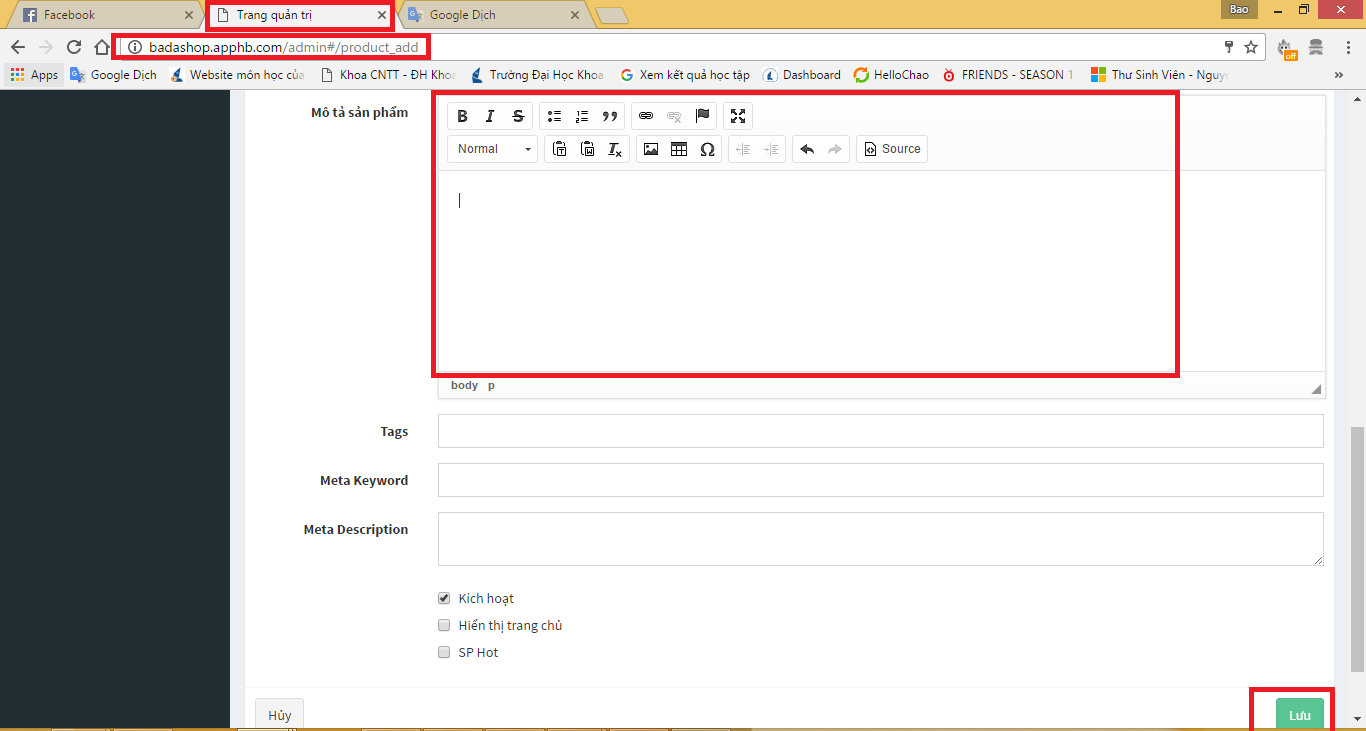 Facebook
Trang quản trị
Google Dịch
Bao
badashop.apphb.com/admin#/product_add
off
Apps
Google Dịch
Website môn học củа
Khoa CNTT - ĐH Khoa
Trường Đại Học Khoa
Xem kết quả học tập
Dashboard
HelloChao
FRIENDS - SEASON 1
Thư Sinh Viên - Nguy
Mô tả sản phẩm
Normal
Source
body p
Tags
Meta Keyword
Meta Description
Kích hoạt
Hiển thị trang chủ
SP Hot
Hủy
Lưu